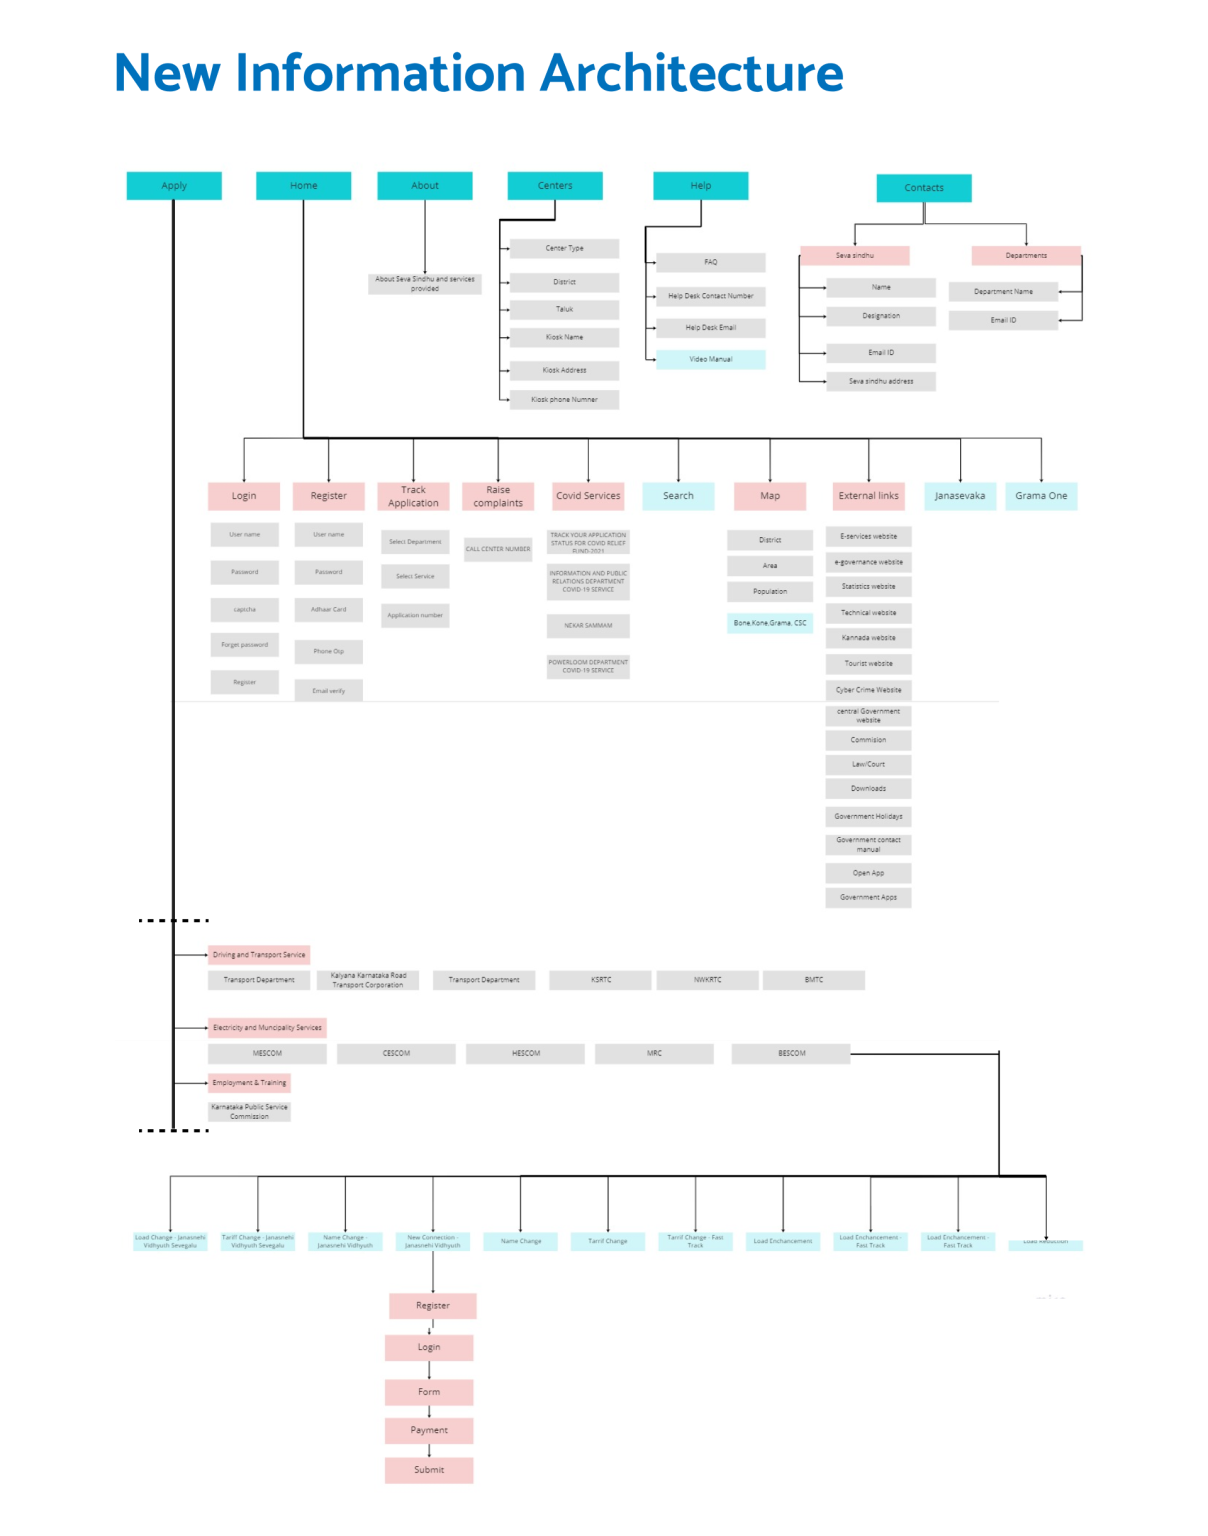 New Information Architecture
Apply
Home
About
Centers
Help
Contacts
About Seva Sindhu and services
provided
Center Type
District
Taluk
Kiosk Name
Kiosk Address
Kiosk phone Numner
FAQ
Help Desk Contact Number
Help Desk Email
Video Manual
Seva sindhu
Name
Designation
Email ID
Seva sindhu address
Departments
Department Name
Email ID
Login
User name
Password
captcha
Forget password
Register
Register
User name
Password
Adhaar Card
Phone Otp
Email verify
Track
Application
Select Department
Select Service
Application number
Raise
complaints
CALL CENTER NUMBER
Covid Services
TRACK YOUR APPLICATION
STATUS FOR COVID RELIEF
FUND-2021
INFORMATION AND PUBLIC
RELATIONS DEPARTMENT
COVID-19 SERVICE
NEKAR SAMMAM
POWERLOOM DEPARTMENT
COVID-19 SERVICE
Search
Map
District
Area
Population
Bone,Kone,Grama, CSC
External links
E-services website
e-governance website
Statistics website
Technical website
Kannada website
Tourist website
Cyber Crime Website
central Government
website
Commision
Law/Court
Downloads
Government Holidays
Government contact
manual
Open App
Government Apps
Janasevaka
Grama One
Driving and Transport Service
Transport Department
Kalyana Karnataka Road
Transport Corporation
Transport Department
KSRTC
NWKRTC
BMTC
Electricity and Muncipality Services
MESCOM
CESCOM
HESCOM
MRC
BESCOM
Employment & Training
Karnataka Public Service
Commission
Load Change - Janasnehi
Vidhyuth Sevegalu
Tariff Change - Janasnehi
Vidhyuth Sevegalu
Name Change -
Janasnehi Vidhyuth
New Connection -
Janasnehi Vidhyuth
Name Change
Tarrif Change
Tarrif Change - Fast
Track
Load Enchancement
Load Enchancement -
Fast Track
Load Enchancement -
Fast Track
Register
Login
Form
Payment
Submit